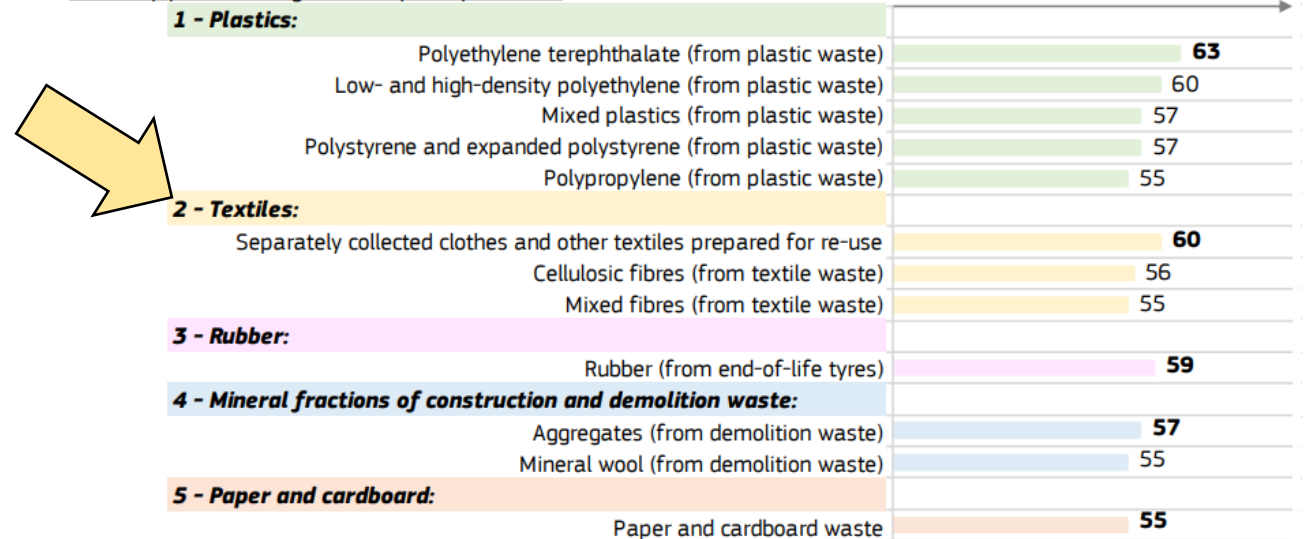 1 - Plastics:
Polyethylene terephthalate (from plastic waste) 63
Low- and high-density polyethylene (from plastic waste) 60
Mixed plastics (from plastic waste) 57
Polystyrene and expanded polystyrene (from plastic waste) 57
Polypropylene (from plastic waste) 55
2 - Textiles:
Separately collected clothes and other textiles prepared for re-use 60
Cellulosic fibres (from textile waste) 56
Mixed fibres (from textile waste) 55
3 - Rubber:
Rubber (from end-of-life tyres) 59
4 - Mineral fractions of construction and demolition waste:
Aggregates (from demolition waste) 57
Mineral wool (from demolition waste) 55
5 - Paper and cardboard:
Paper and cardboard waste 55